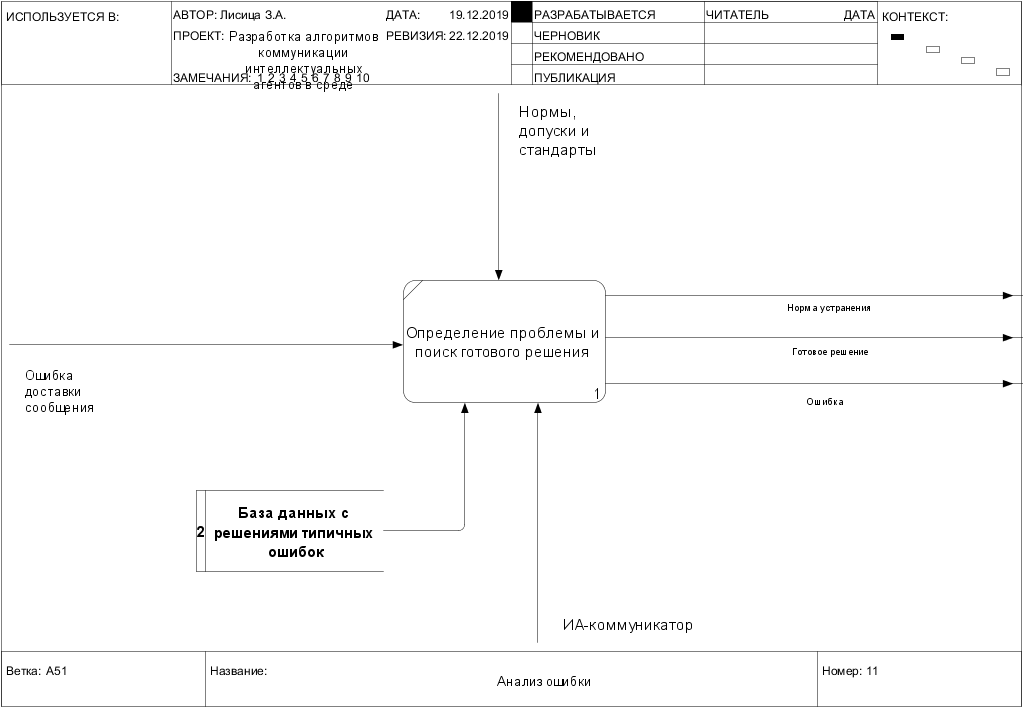 ИСПОЛЬЗУЕТСЯ В:
АВТОР: Лисица З.А.
ДАТА: 19.12.2019
ПРОЕКТ: Разработка алгоритмов
коммуникации
интеллектуальных
агентов в среде
РЕВИЗИЯ: 22.12.2019
ЗАМЕЧАНИЯ: 1 2 3 4 5 6 7 8 9 10
РАЗРАБАТЫВАЕТСЯ
ЧЕРНОВИК
РЕКОМЕНДОВАНО
ПУБЛИКАЦИЯ
ЧИТАТЕЛЬ ДАТА
КОНТЕКСТ:
Нормы,
допуски и
стандарты
Определение проблемы и
поиск готового решения
1
Норма устранения
Готовое решение
Ошибка
Ошибка
доставки
сообщения
2
База данных с
решениями типичных
ошибок
ИА-коммуникатор
Ветка: A51
Название:
Анализ ошибки
Номер: 11